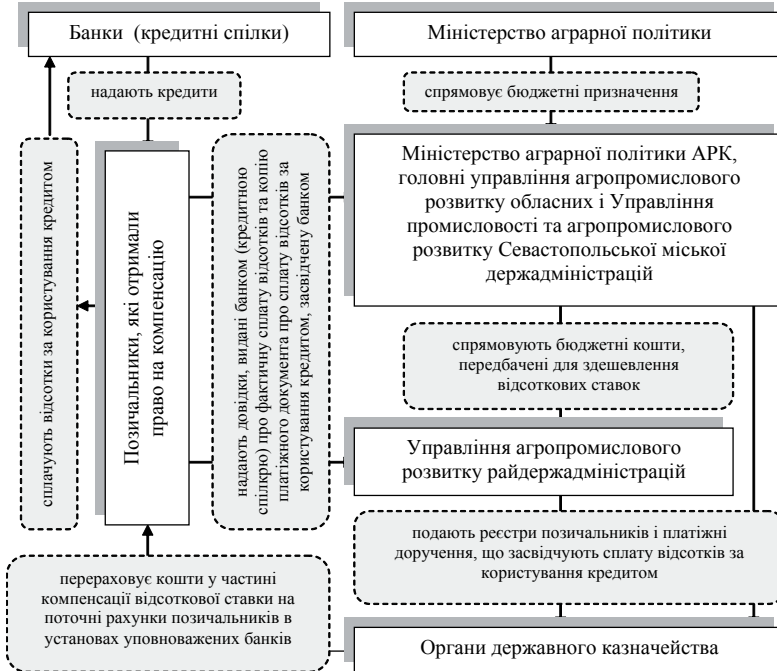 Банки (кредитні спілки)
Міністерство аграрної політики
надають кредити
спрямовує бюджетні призначення
сплачують відсотки за користування кредитом
Позичальники, які отримали
право на компенсацію
надають довідки, видані банком (кредитною
спілкрю) про фактичну сплату відсотків та копію
платіжного документа про сплату відсотків за
користування кредитом, засвідчену банком
Міністерство аграрної політики АРК,
головні управління агропромислового
розвитку обласних і Управління
промисловості та агропромислового
розвитку Севастопольської міської
держадміністрацій
спрямовують бюджетні кошти,
передбачені для здешевлення
відсоткових ставок
Управління агропромислового
розвитку райдержадміністрацій
подають реєстри позичальників і платіжні
доручення, що засвідчують сплату відсотків за
користування кредитом
перераховує кошти у частині
компенсації відсоткової ставки на
поточні рахунки позичальників в
установах уповноважених банків
Органи державного казначейства